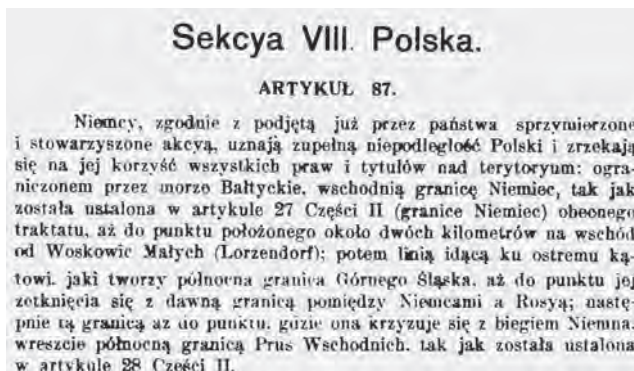 Sekcya VIII. Polska.
ARTYKUŁ 87.
Niemcy, zgodnie z podjętą już przez państwa sprzymierzone
i stowarzyszone akcyą, uznają zupełną niepodległość Polski i zrzekają
się na jej korzyść wszystkich praw i tytułów nad terytoryum: ogra-
niczonem przez morze Bałtyckie, wschodnią granicę Niemiec, tak jak
została ustalona w artykule 27 Części II (granice Niemiec) obecnego
traktatu, aż do punktu położonego około dwóch kilometrów na wschód
od Woskowic Małych (Lorzendorf); potem linią idącą ku ostremu ką-
towi, jaki tworzy północna granica Górnego Śląska, aż do punktu jej
zetknięcia się z dawną granicą pomiędzy Niemcami a Rosyą; nastę-
pnie tą granicą aż do punktu, gdzie ona krzyżuje się z biegiem Niemna,
wreszcie północną granicą Prus Wschodnich, tak jak została ustalona
w artykule 28 Części II.